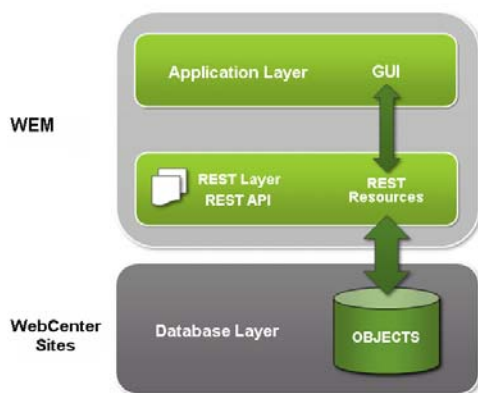 Application Layer
GUI
WEM
REST Layer
REST API
REST
Resources
WebCenter
Sites
Database Layer
OBJECTS